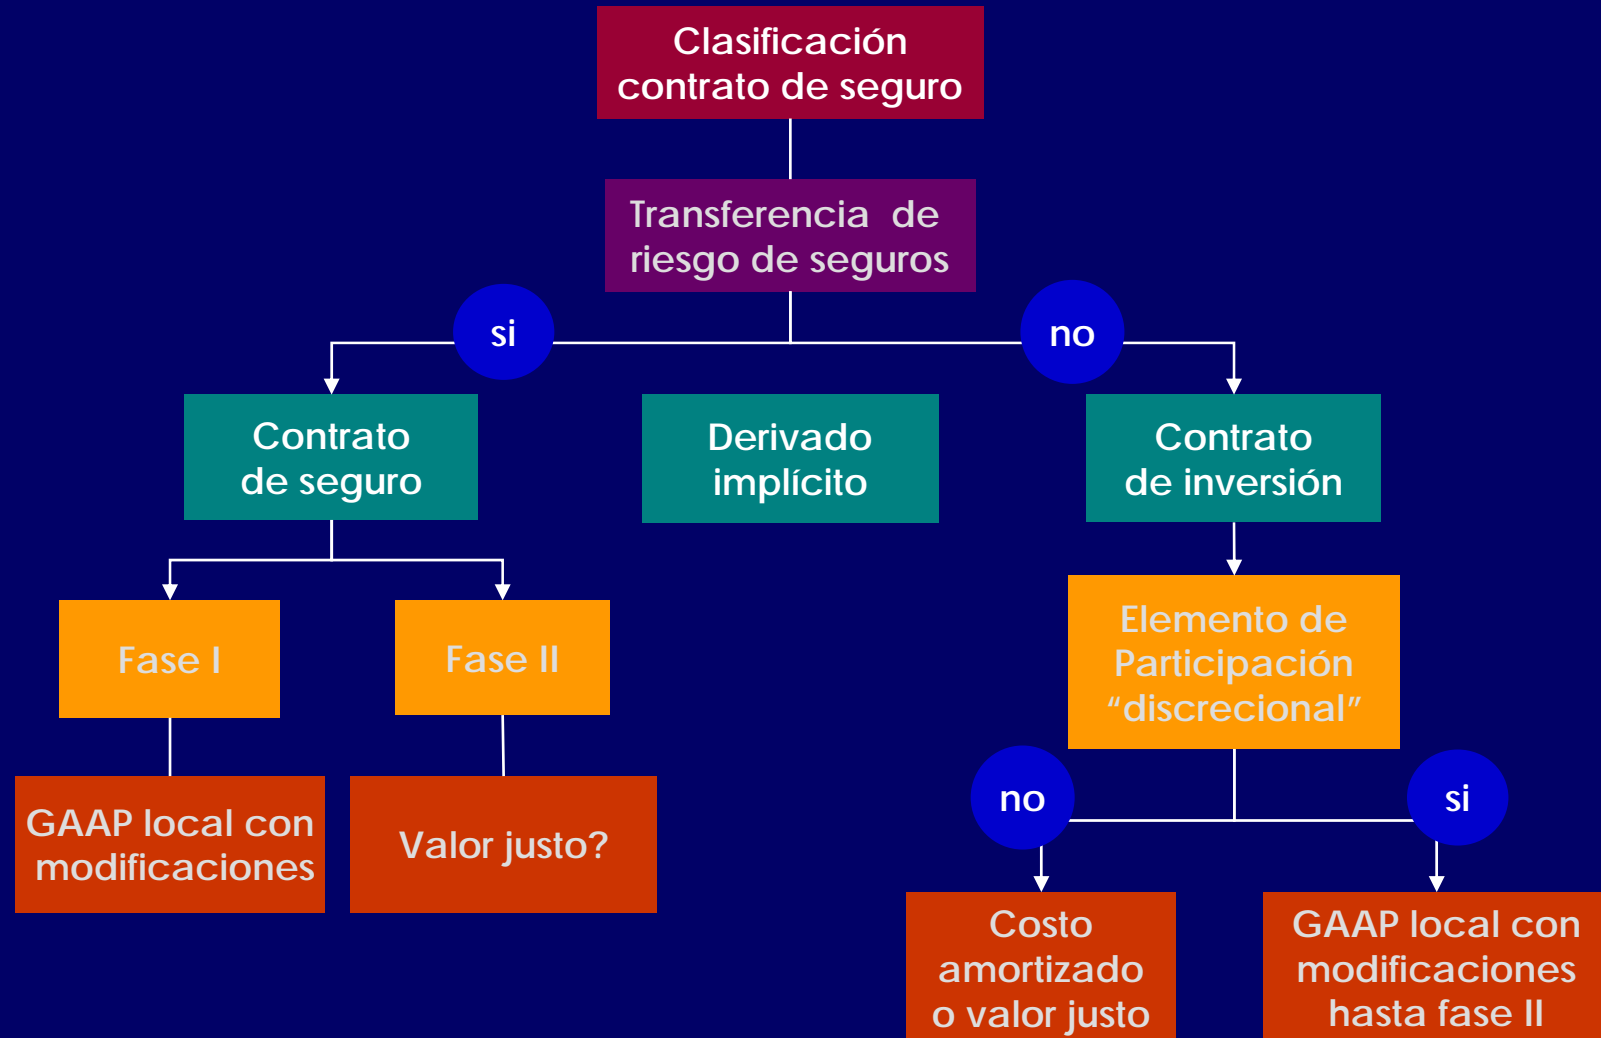 Clasificación
contrato de seguro
Transferencia de
riesgo de seguros
si
no
Contrato
de seguro
Derivado
implícito
Contrato
de inversión
Fase I
Fase II
Elemento de
Participación
“discrecional”
GAAP local con
modificaciones
Valor justo?
no
si
Costo
amortizado
o valor justo
GAAP local con
modificaciones
hasta fase II